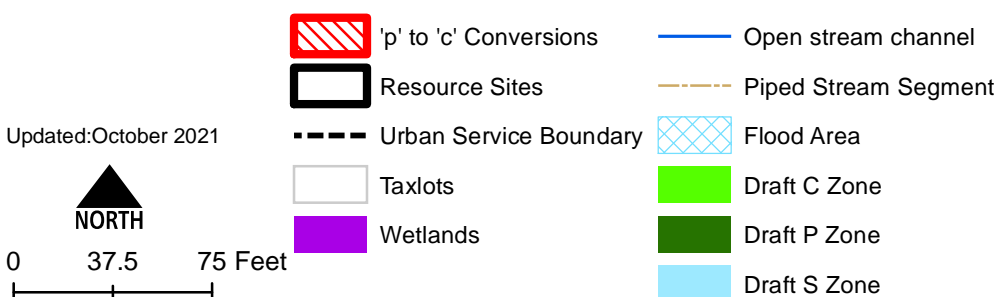 'p' to 'c' Conversions
Resource Sites
Urban Service Boundary
Taxlots
Wetlands
Open stream channel
Piped Stream Segment
Flood Area
Draft C Zone
Draft P Zone
Draft S Zone
Updated:October 2021
NORTH
0 37.5 75 Feet